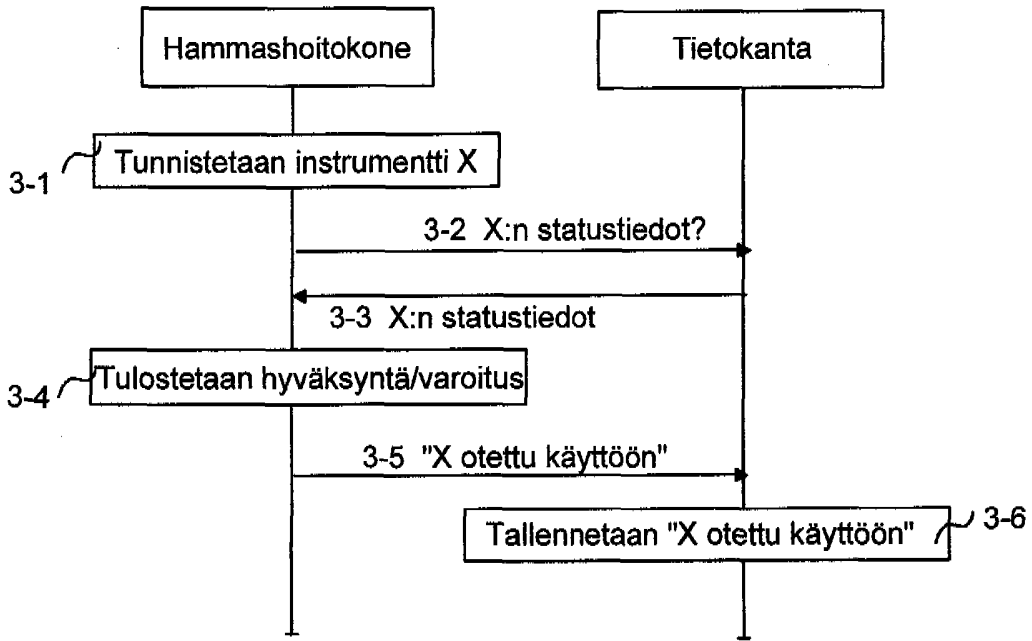 Hammashoitokone
Tietokanta
Tunnistetaan instrumentti X
3-1
3-2 X:n statustiedot?
3-3 X:n statustiedot
Tulostetaan hyväksyntä/varoitus
3-4
3-5 "X otettu käyttöön"
Tallennetaan "X otettu käyttöön"
3-6